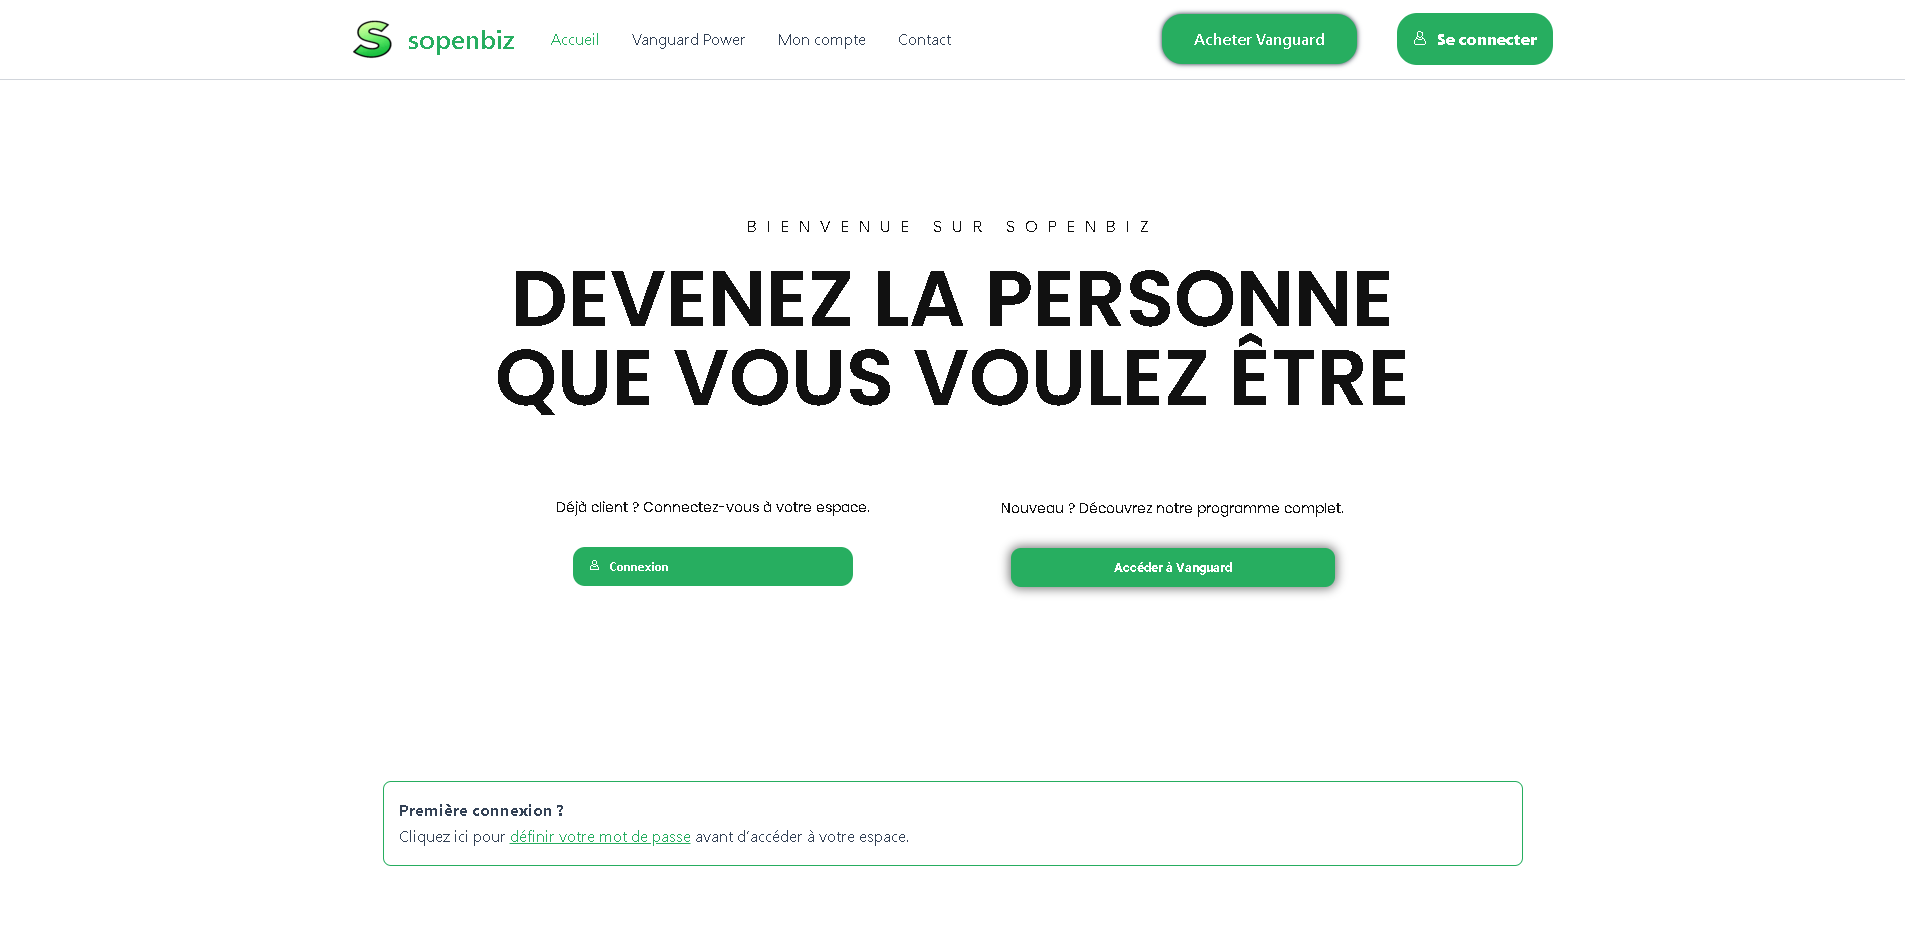 sopenbiz
Accueil
Vanguard Power
Mon compte
Contact
Acheter Vanguard
Se connecter
BIENVENUE SUR SOPENBIZ
DEVENEZ LA PERSONNE
QUE VOUS VOULEZ ÊTRE
Déjà client ? Connectez-vous à votre espace.
Connexion
Nouveau ? Découvrez notre programme complet.
Accéder à Vanguard
Première connexion ?
Cliquez ici pour définir votre mot de passe avant d’accéder à votre espace.